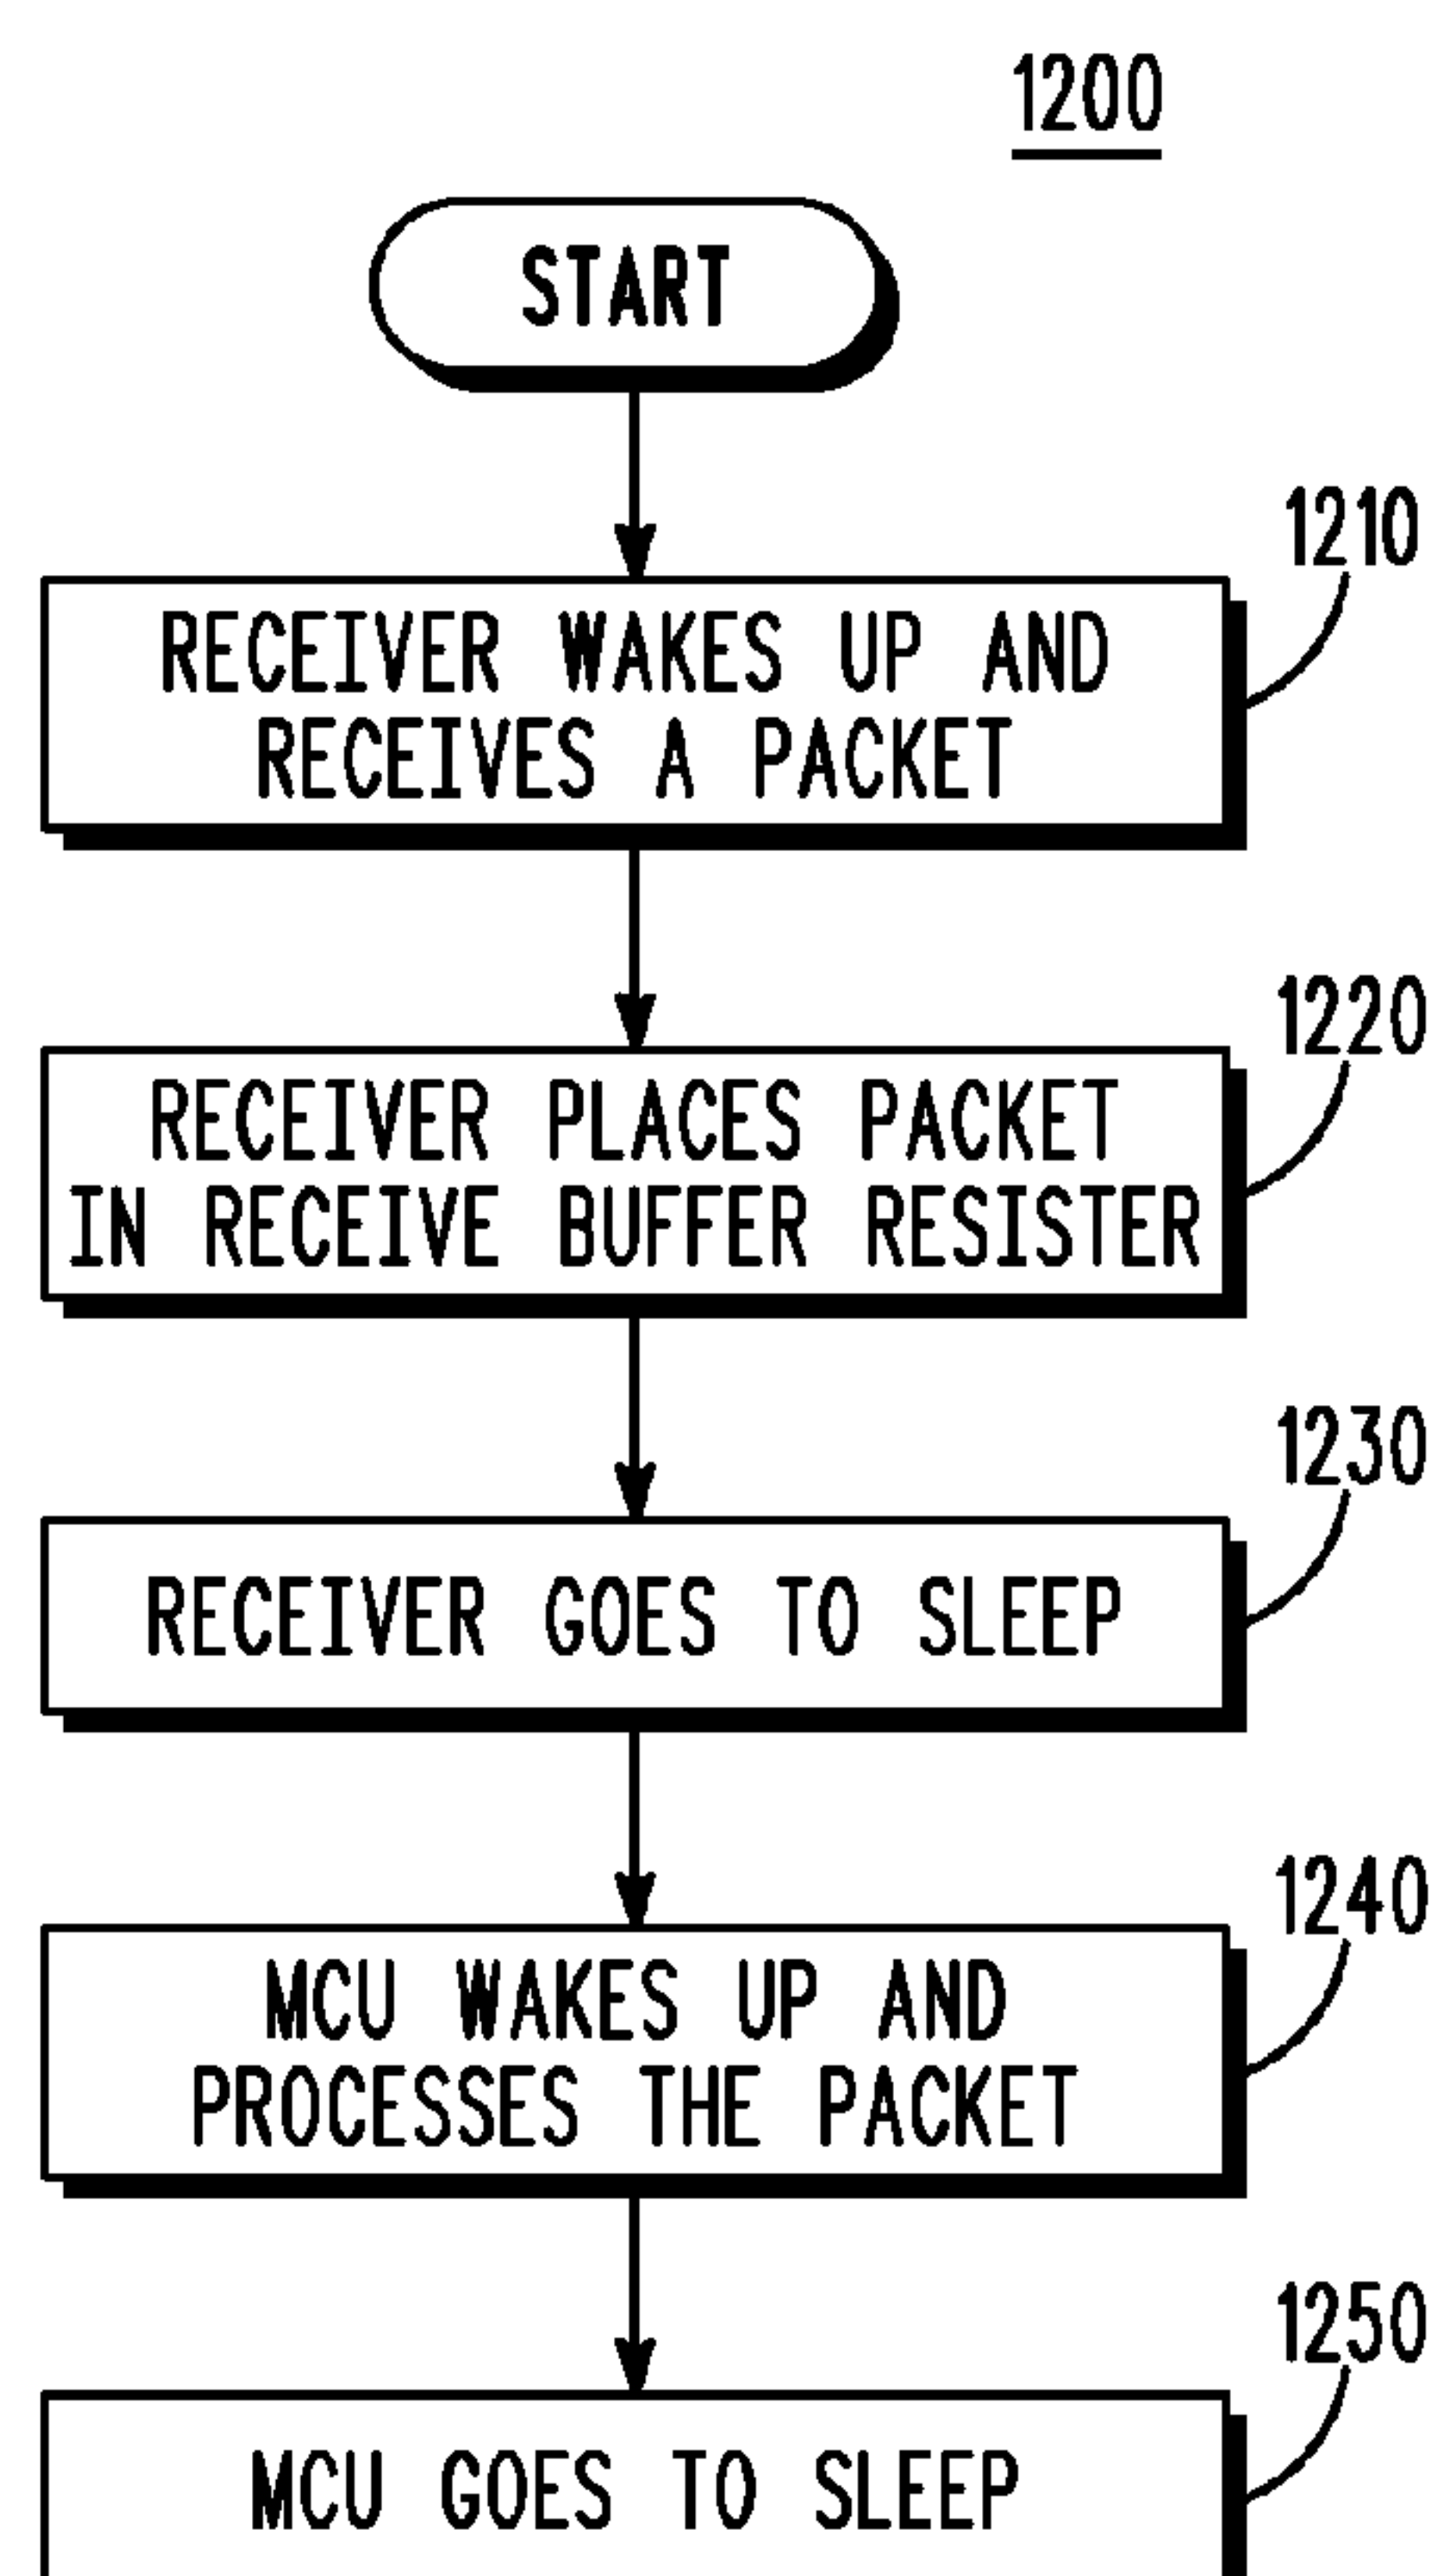 1200
START
1210
RECEIVER WAKES UP AND
RECEIVES A PACKET
1220
RECEIVER PLACES PACKET
IN RECEIVE BUFFER RESISTER
1230
RECEIVER GOES TO SLEEP
1240
MCU WAKES UP AND
PROCESSES THE PACKET
1250
MCU GOES TO SLEEP